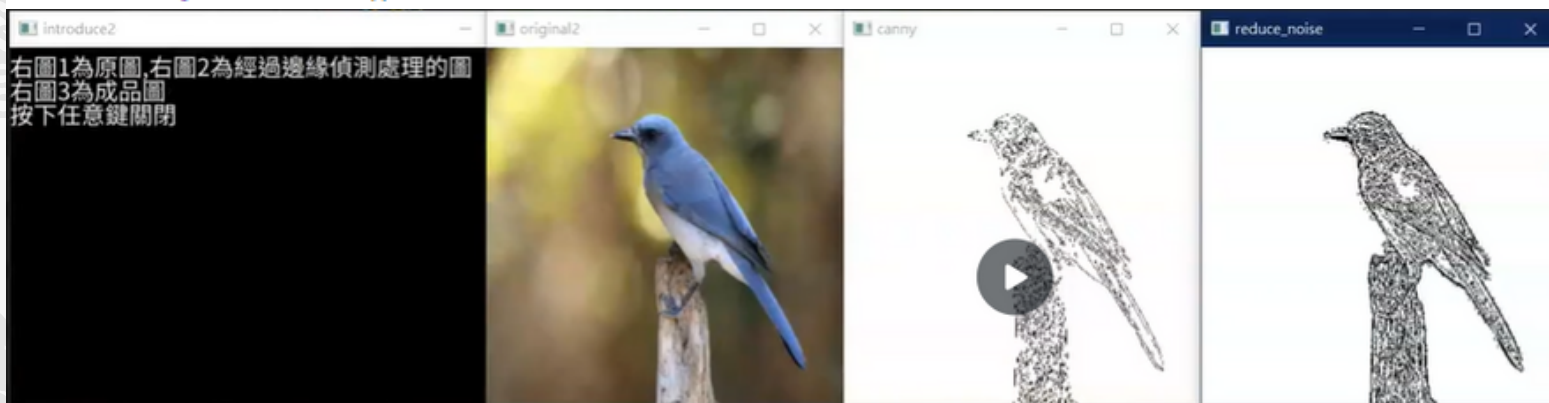 introduce2
右圖1為原圖,右圖2為經過邊緣偵測處理的圖
右圖3為成品圖
按下任意鍵關閉
original2
canny
reduce_noise